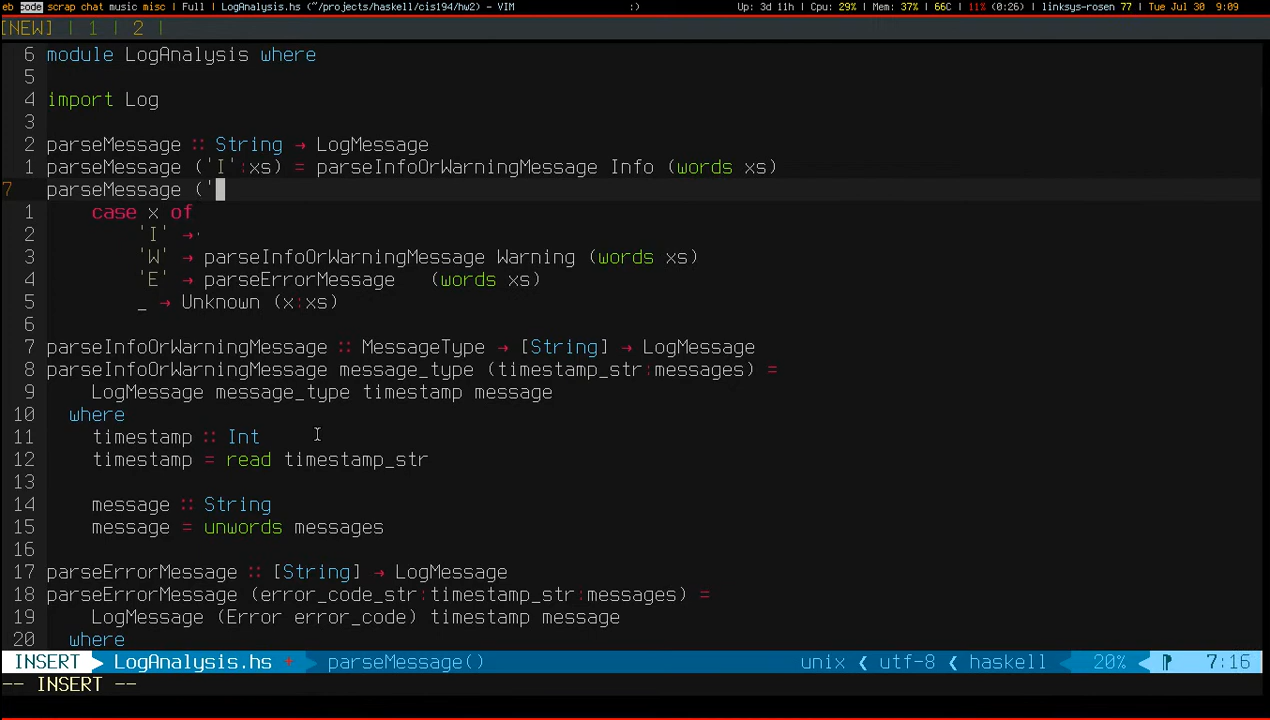 eb code scrap chat music misc | Full | LogAnalysis.hs (~/projects/haskell/cis194/hw2) - VIM :) Up: 3d 11h | Cpu: 29% | Mem: 37% | 66C | 11% (0:26) | linksys-rosen 77 | Tue Jul 30 9:09
[NEW] | 1 | 2 |
6 module LogAnalysis where
5
4 import Log
3
2 parseMessage :: String → LogMessage
1 parseMessage ('I':xs) = parseInfoOrWarningMessage Info (words xs)
7 parseMessage ('
1 case x of
2 'I' →
3 'W' → parseInfoOrWarningMessage Warning (words xs)
4 'E' → parseErrorMessage (words xs)
5 _ → Unknown (x:xs)
6
7 parseInfoOrWarningMessage :: MessageType → [String] → LogMessage
8 parseInfoOrWarningMessage message_type (timestamp_str:messages) =
9 LogMessage message_type timestamp message
10 where
11 timestamp :: Int
12 timestamp = read timestamp_str
13
14 message :: String
15 message = unwords messages
16
17 parseErrorMessage :: [String] → LogMessage
18 parseErrorMessage (error_code_str:timestamp_str:messages) =
19 LogMessage (Error error_code) timestamp message
20 where
INSERT LogAnalysis.hs * parseMessage() unix utf-8 haskell 20% 7:16
-- INSERT --